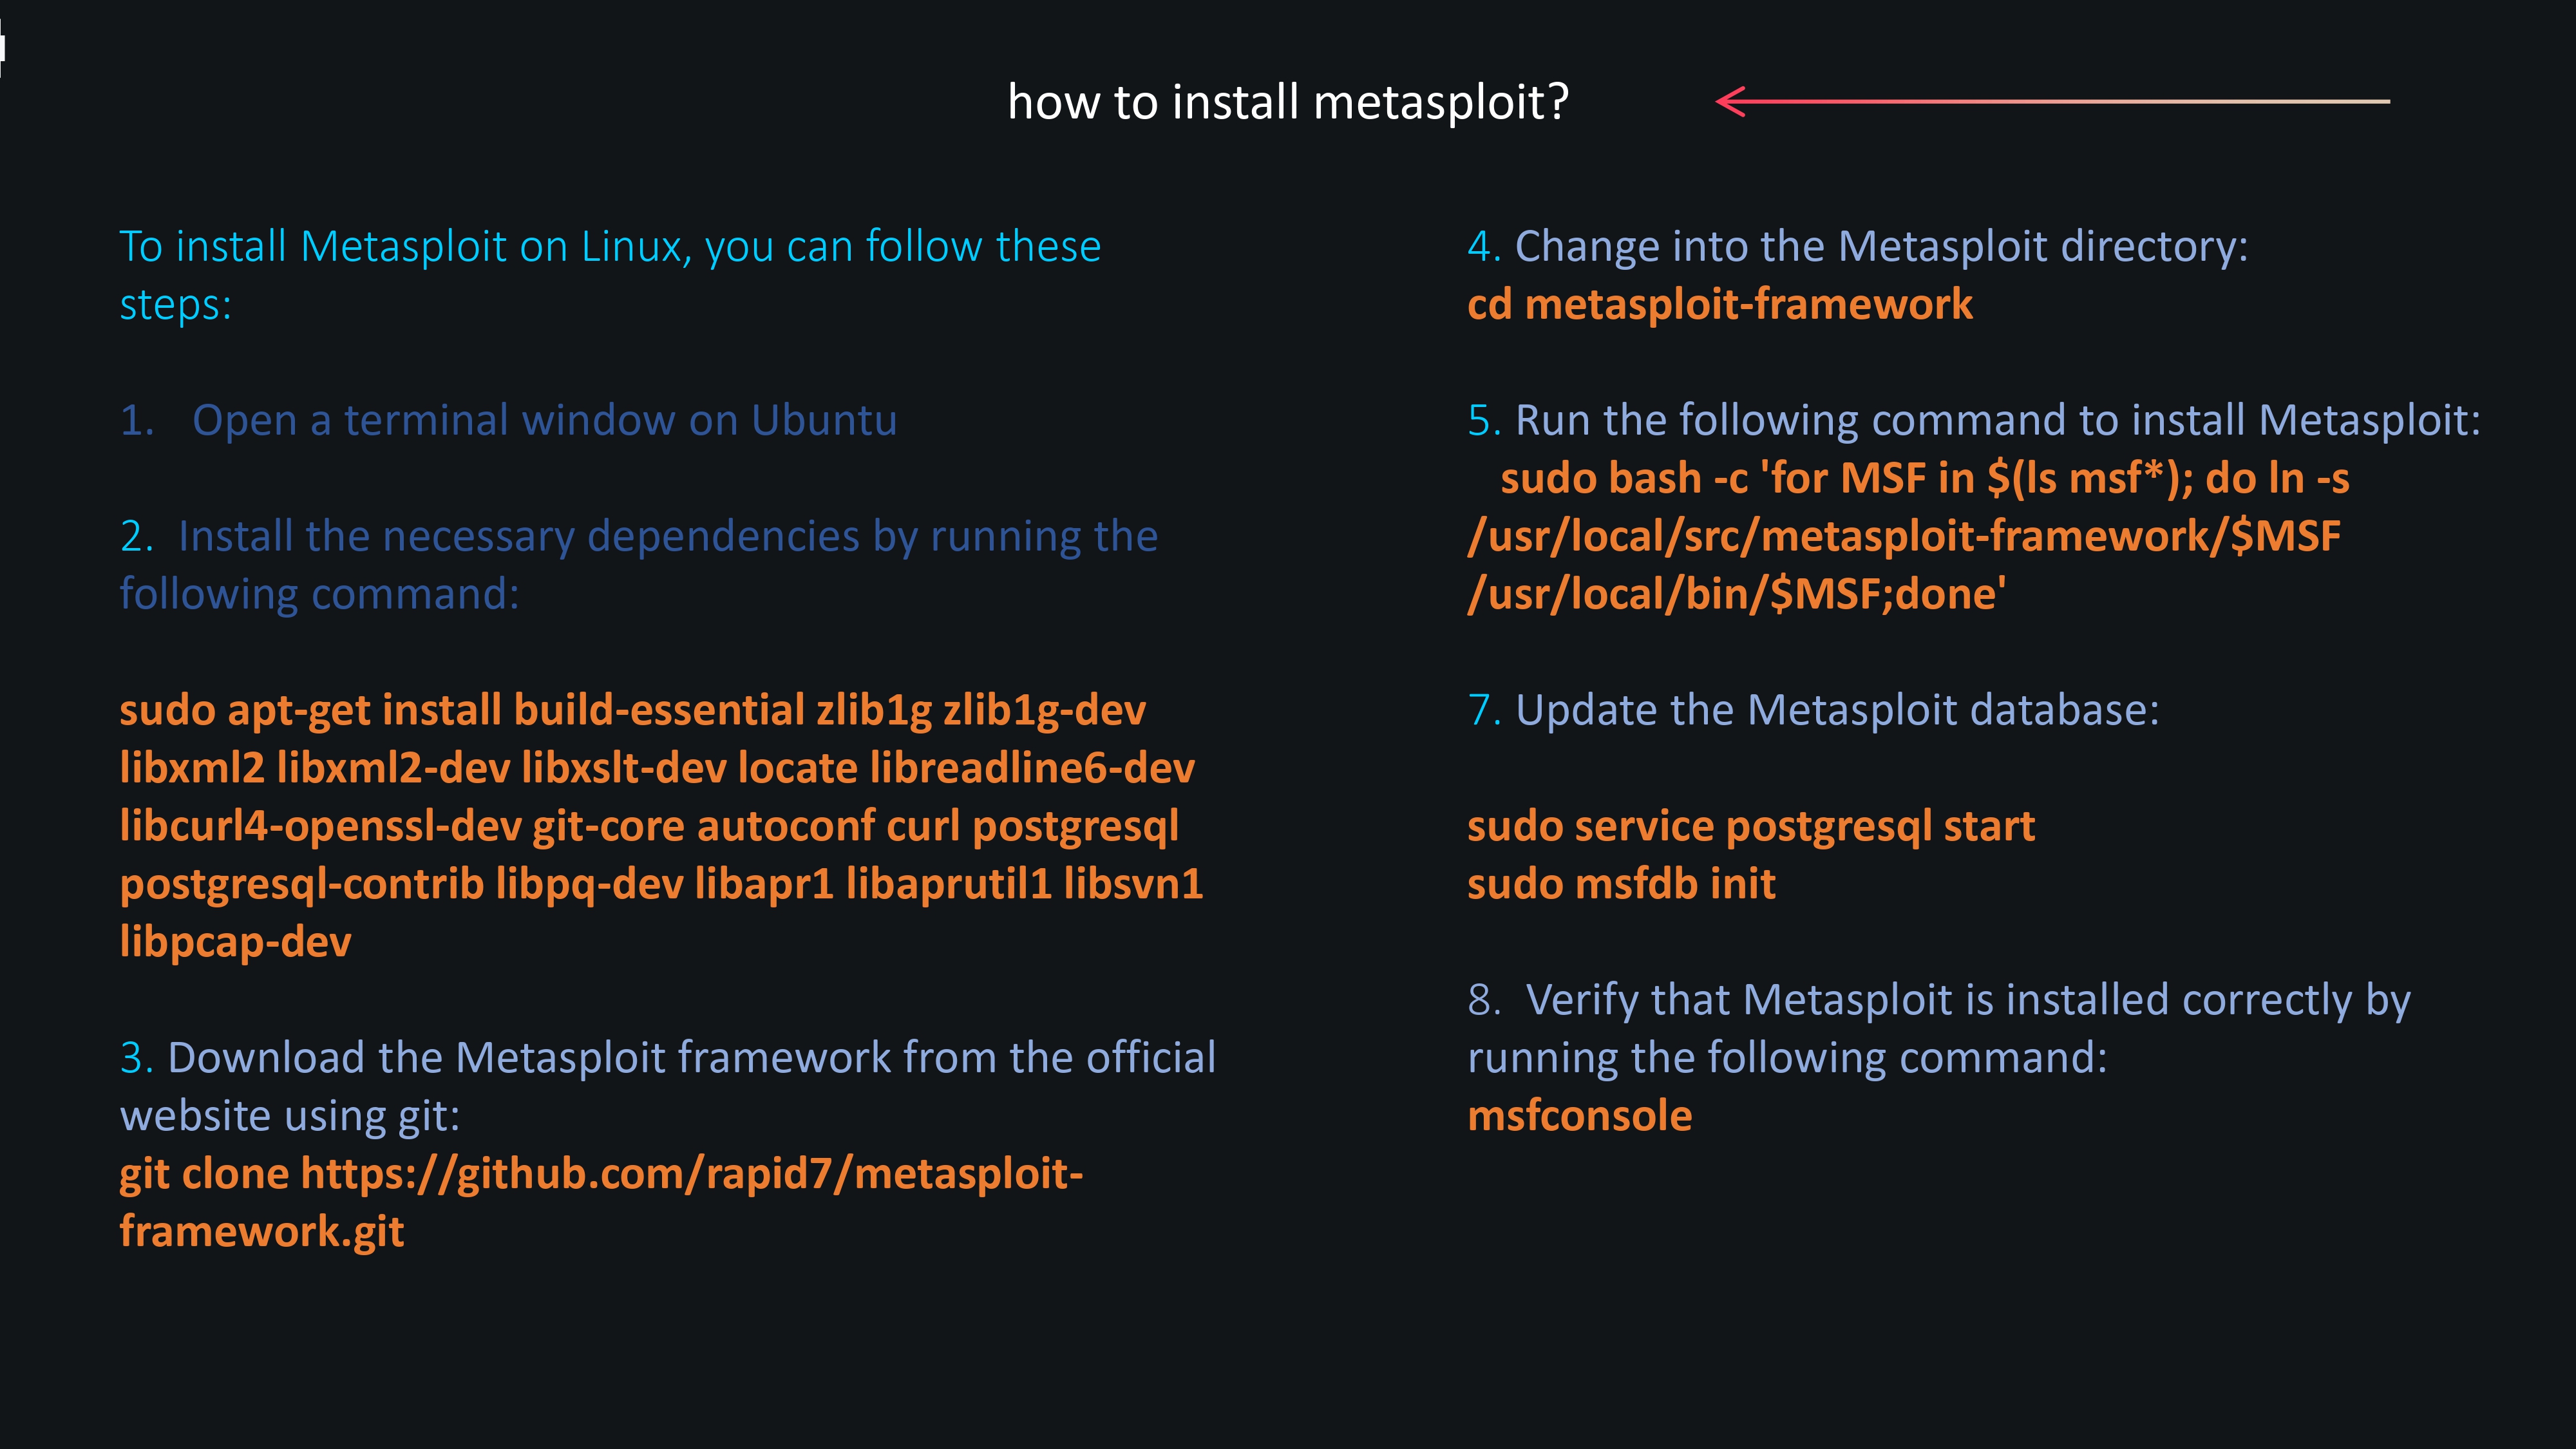 how to install metasploit?
To install Metasploit on Linux, you can follow these
steps:
1. Open a terminal window on Ubuntu
2. Install the necessary dependencies by running the
following command:
sudo apt-get install build-essential zlib1g zlib1g-dev
libxml2 libxml2-dev libxslt-dev locate libreadline6-dev
libcurl4-openssl-dev git-core autoconf curl postgresql
postgresql-contrib libpq-dev libapr1 libaprutil1 libsvn1
libpcap-dev
3. Download the Metasploit framework from the official
website using git:
git clone https://github.com/rapid7/metasploit-
framework.git
4. Change into the Metasploit directory:
cd metasploit-framework
5. Run the following command to install Metasploit:
sudo bash -c 'for MSF in $(ls msf*); do ln -s
/usr/local/src/metasploit-framework/$MSF
/usr/local/bin/$MSF;done'
7. Update the Metasploit database:
sudo service postgresql start
sudo msfdb init
8. Verify that Metasploit is installed correctly by
running the following command:
msfconsole